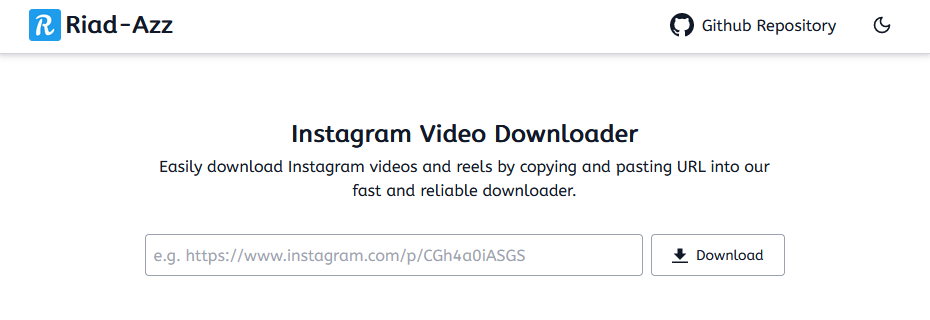 R Riad-Azz
Github Repository
Instagram Video Downloader
Easily download Instagram videos and reels by copying and pasting URL into our
fast and reliable downloader.
e.g. https://www.instagram.com/p/CGh4a0iASGS
Download